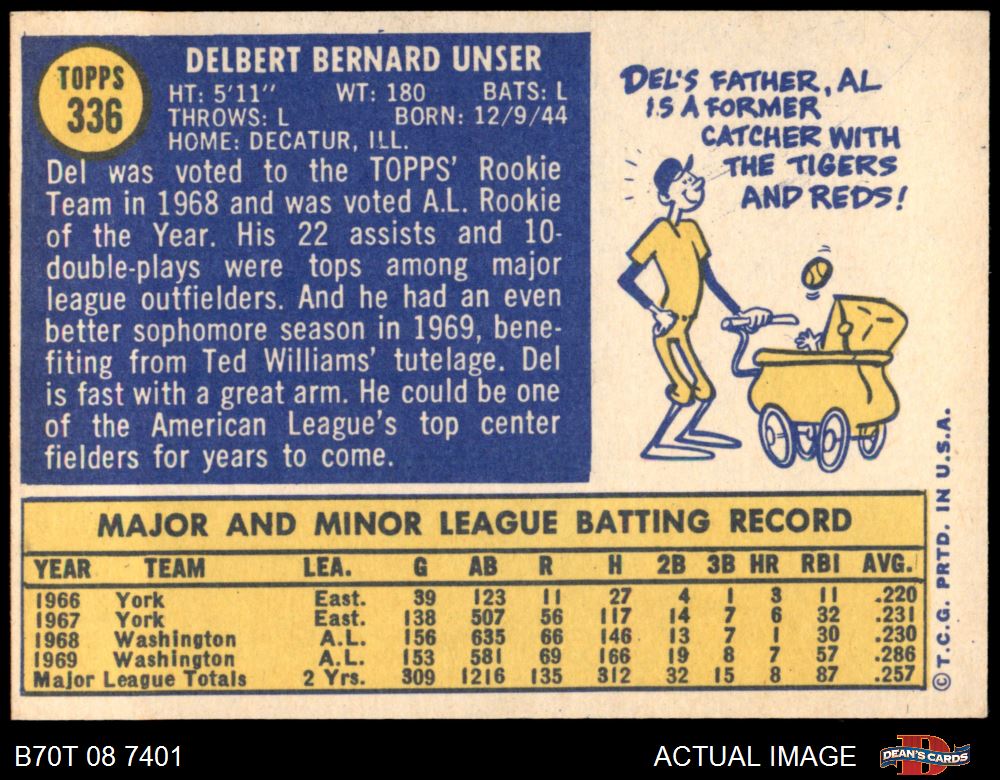 TOPPS
336
DELBERT BERNARD UNSER
HT: 5'11" WT: 180 BATS: L
THROWS: L BORN: 12/9/44
HOME: DECATUR, ILL.
Del was voted to the TOPPS' Rookie
Team in 1968 and was voted A.L. Rookie
of the Year. His 22 assists and 10-
double-plays were tops among major
league outfielders. And he had an even
better sophomore season in 1969, bene-
fiting from Ted Williams' tutelage. Del
is fast with a great arm. He could be one
of the American League's top center
fielders for years to come.
DEL'S FATHER, AL
IS A FORMER
CATCHER WITH
THE TIGERS
AND REDS!
MAJOR AND MINOR LEAGUE BATTING RECORD
YEAR TEAM LEA. G AB R H 2B 3B HR RBI AVG.
1966 York East. 39 123 11 27 4 1 3 11 .220
1967 York East. 138 507 56 117 14 7 6 32 .231
1968 Washington A.L. 156 635 66 146 13 7 1 30 .230
1969 Washington A.L. 153 581 69 166 19 8 7 57 .286
Major League Totals 2 Yrs. 309 1216 135 312 32 15 8 87 .257
© T.C.G. PRTD. IN U.S.A.
B70T 08 7401
ACTUAL IMAGE
D
DEAN'S CARDS